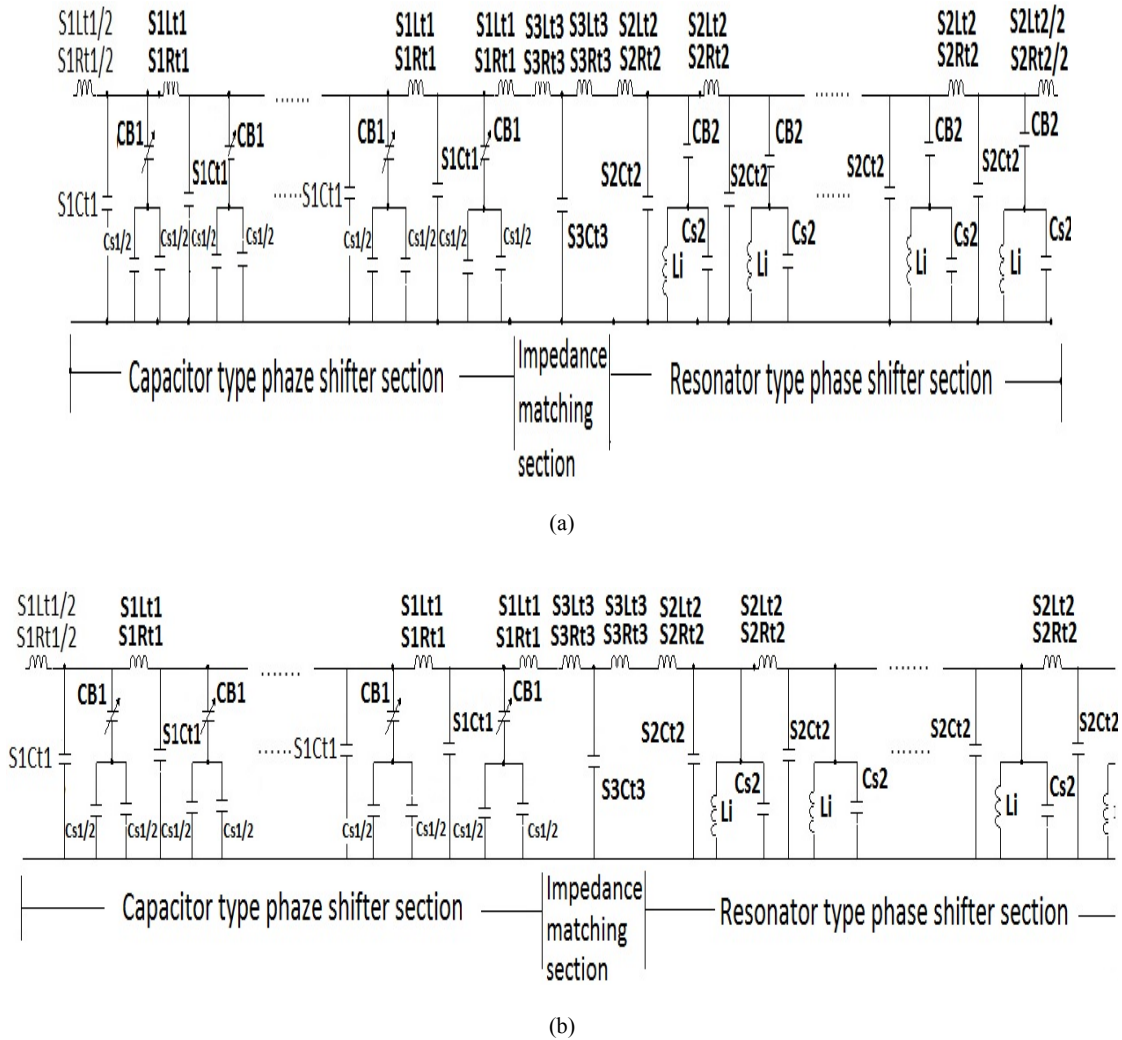 S1Lt1/2 S1Lt1 S1Lt1 S1Lt1 S3Lt3 S3Lt3 S2Lt2 S2Lt2 S2Lt2 S2Lt2/2
S1Rt1/2 S1Rt1 S1Rt1 S1Rt1 S3Rt3 S3Rt3 S2Rt2 S2Rt2 S2Rt2 S2Rt2/2
CB1 CB1 CB1 CB1 CB2 CB2 CB2 CB2
S1Ct1 S1Ct1 S1Ct1 S1Ct1 S3Ct3 S2Ct2 S2Ct2 S2Ct2 S2Ct2
Cs1/2 Cs1/2 Cs1/2 Cs1/2 Cs1/2 Cs1/2 Cs1/2 Cs1/2 Cs2 Cs2 Cs2 Cs2
Li Li Li Li
Capacitor type phaze shifter section
Impedance
matching
section
Resonator type phase shifter section
(a)
S1Lt1/2 S1Lt1 S1Lt1 S1Lt1 S3Lt3 S3Lt3 S2Lt2 S2Lt2 S2Lt2
S1Rt1/2 S1Rt1 S1Rt1 S1Rt1 S3Rt3 S3Rt3 S2Rt2 S2Rt2 S2Rt2
CB1 CB1 CB1 CB1
S1Ct1 S1Ct1 S1Ct1 S1Ct1 S3Ct3 S2Ct2 S2Ct2 S2Ct2 S2Ct2
Cs1/2 Cs1/2 Cs1/2 Cs1/2 Cs1/2 Cs1/2 Cs1/2 Cs1/2 Cs2 Cs2 Cs2
Li Li Li
Capacitor type phaze shifter section
Impedance
matching
section
Resonator type phase shifter section
(b)